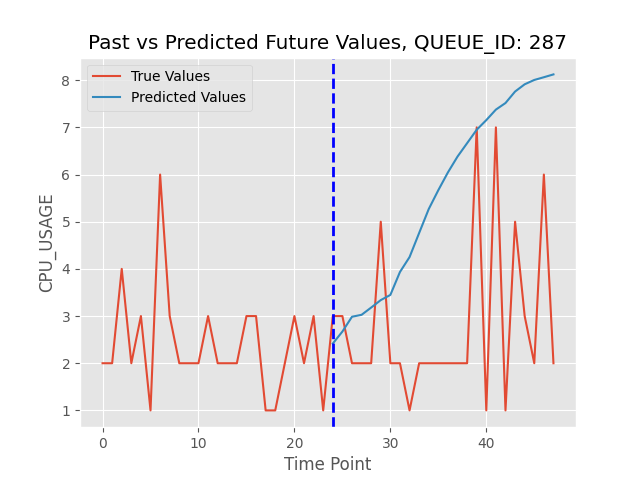 Past vs Predicted Future Values, QUEUE_ID: 287
True Values
Predicted Values
8
7
6
5
4
3
2
1
CPU_USAGE
0 10 20 30 40
Time Point